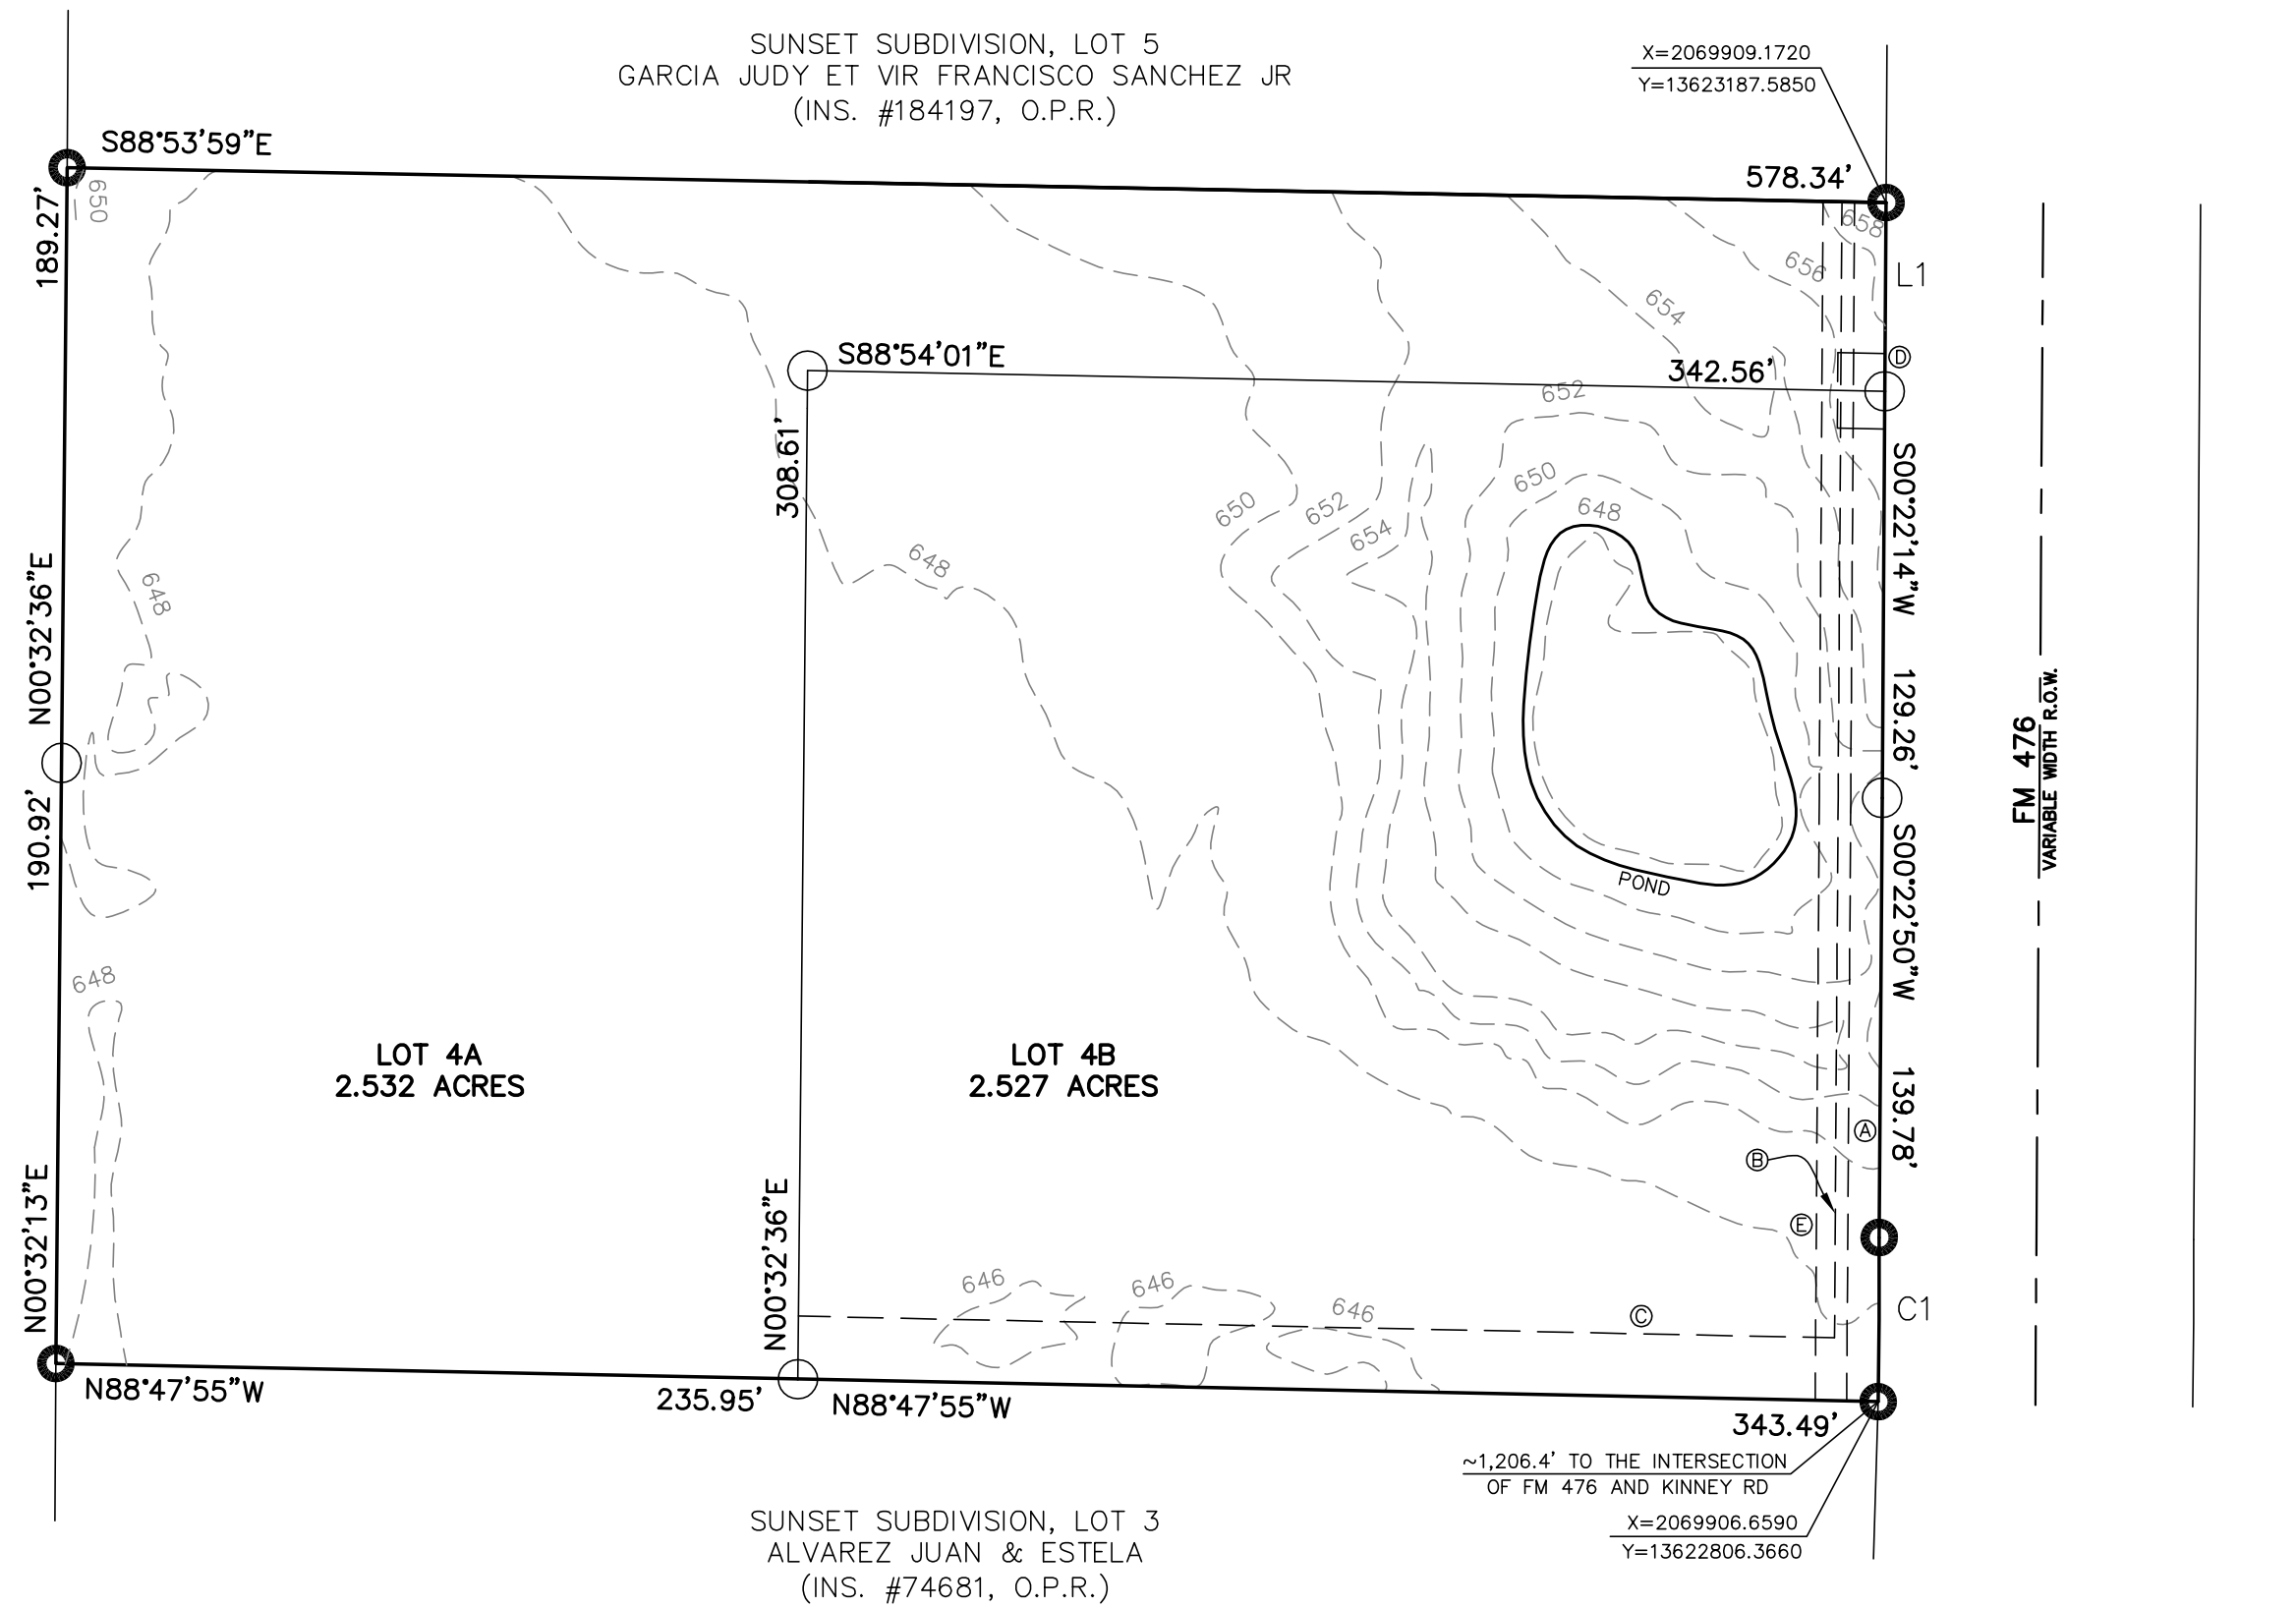 SUNSET SUBDIVISION, LOT 5
GARCIA JUDY ET VIR FRANCISCO SANCHEZ JR
(INS. #184197, O.P.R.)
X=2069909.1720
Y=13623187.5850
S88°53'59"E
578.34'
189.27'
650
658
656
654
L1
S88°54'01"E
342.56'
D
652
308.61'
650
652
654
650
648
648
648
N00°32'36"E
S00°22'14"W
129.26'
FM 476
VARIABLE WIDTH R.O.W.
190.92'
POND
S00°22'50"W
139.78'
648
LOT 4A
2.532 ACRES
LOT 4B
2.527 ACRES
A
B
E
N00°32'13"E
N00°32'36"E
646
646
646
C
C1
N88°47'55"W
235.95'
N88°47'55"W
343.49'
~1,206.4' TO THE INTERSECTION
OF FM 476 AND KINNEY RD
X=2069906.6590
Y=13622806.3660
SUNSET SUBDIVISION, LOT 3
ALVAREZ JUAN & ESTELA
(INS. #74681, O.P.R.)